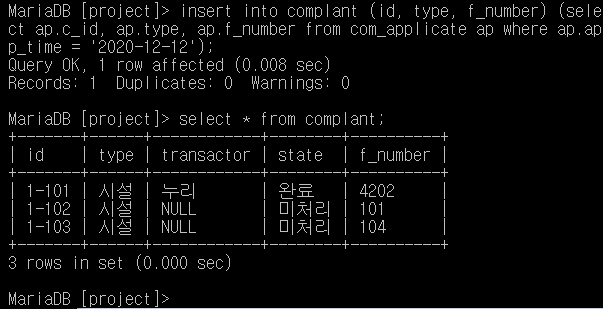 MariaDB [project]> insert into complant (id, type, f_number) (sele
ct ap.c_id, ap.type, ap.f_number from com_applicate ap where ap.ap
p_time = '2020-12-12');
Query OK, 1 row affected (0.008 sec)
Records: 1  Duplicates: 0  Warnings: 0

MariaDB [project]> select * from complant;
+-------+------+------------+--------+----------+
| id    | type | transactor | state  | f_number |
+-------+------+------------+--------+----------+
| 1-101 | 시설 | 누리       | 완료   | 4202     |
| 1-102 | 시설 | NULL       | 미처리 | 101      |
| 1-103 | 시설 | NULL       | 미처리 | 104      |
+-------+------+------------+--------+----------+
3 rows in set (0.000 sec)

MariaDB [project]>